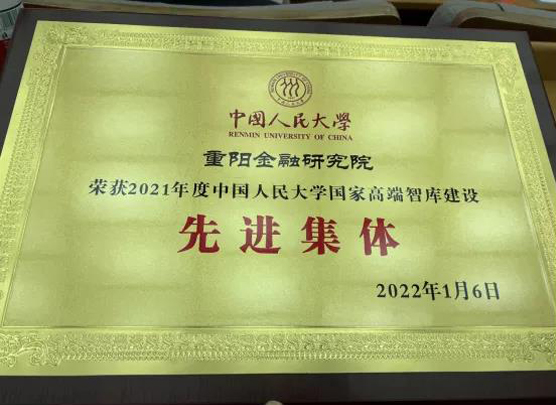 中國人民大學
RENMIN UNIVERSITY OF CHINA
重阳金融研究院
荣获2021年度中国人民大学国家高端智库建设
先进集体
2022年1月6日